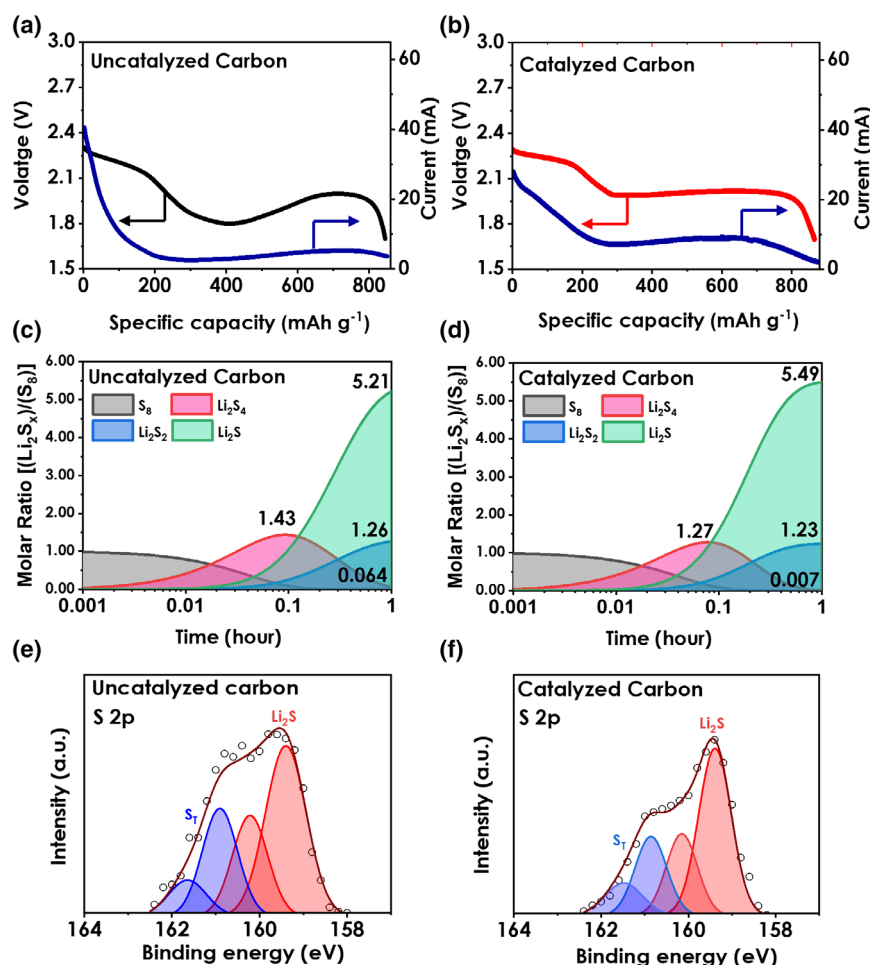 (a)
Uncatalyzed Carbon
3.0
2.7
2.4
2.1
1.8
1.5
Volatge (V)
60
40
20
0
Current (mA)
0 200 400 600 800
Specific capacity (mAh g⁻¹)
(b)
Catalyzed Carbon
3.0
2.7
2.4
2.1
1.8
1.5
Volatge (V)
60
40
20
0
Current (mA)
0 200 400 600 800
Specific capacity (mAh g⁻¹)
(c)
Uncatalyzed Carbon
6.00
5.00
4.00
3.00
2.00
1.00
0.00
Molar Ratio [(Li₂Sₓ)/(S₈)]
S₈ Li₂S₄
Li₂S₂ Li₂S
5.21
1.43
1.26
0.064
0.001 0.01 0.1 1
Time (hour)
(d)
Catalyzed Carbon
6.00
5.00
4.00
3.00
2.00
1.00
0.00
Molar Ratio [(Li₂Sₓ)/(S₈)]
S₈ Li₂S₄
Li₂S₂ Li₂S
5.49
1.27
1.23
0.007
0.001 0.01 0.1 1
Time (hour)
(e)
Uncatalyzed carbon
S 2p
Li₂S
S_T
Intensity (a.u.)
164 162 160 158
Binding energy (eV)
(f)
Catalyzed Carbon
S 2p
Li₂S
S_T
Intensity (a.u.)
164 162 160 158
Binding energy (eV)